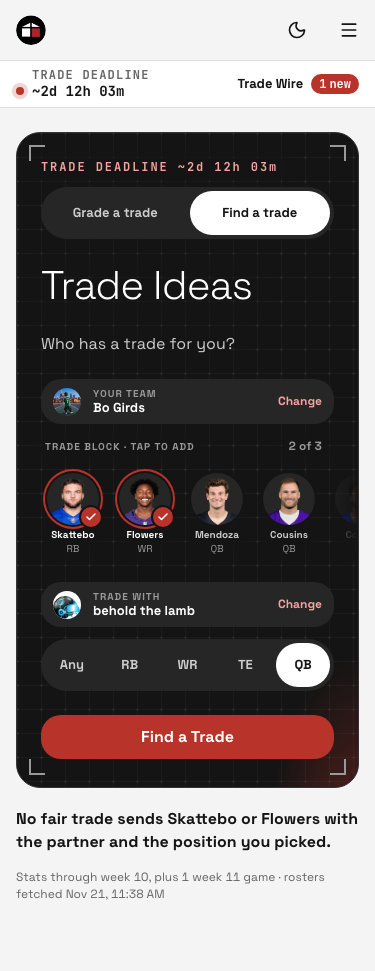 TRADE DEADLINE
~2d 12h 03m
Trade Wire
1 new
TRADE DEADLINE ~2d 12h 03m
Grade a trade
Find a trade
Trade Ideas
Who has a trade for you?
YOUR TEAM
Bo Girds
Change
TRADE BLOCK · TAP TO ADD
2 of 3
Skattebo
RB
Flowers
WR
Mendoza
QB
Cousins
QB
TRADE WITH
behold the lamb
Change
Any
RB
WR
TE
QB
Find a Trade
No fair trade sends Skattebo or Flowers with
the partner and the position you picked.
Stats through week 10, plus 1 week 11 game · rosters
fetched Nov 21, 11:38 AM